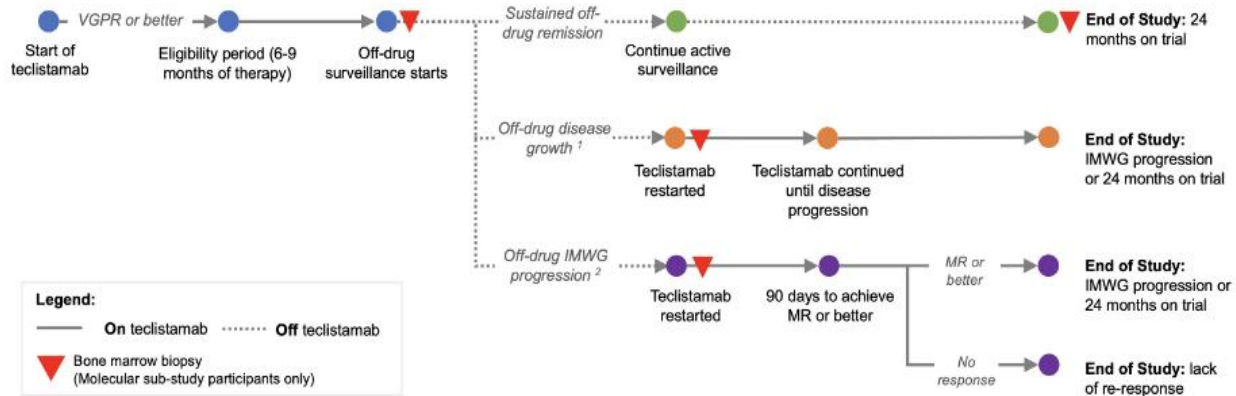 VGPR or better
Start of
teclistamab
Eligibility period (6-9
months of therapy)
Off-drug
surveillance starts
Sustained off-
drug remission
Continue active
surveillance
End of Study: 24
months on trial
Off-drug disease
growth 1
Teclistamab
restarted
Teclistamab continued
until disease
progression
End of Study:
IMWG progression
or 24 months on trial
Off-drug IMWG
progression 2
Teclistamab
restarted
90 days to achieve
MR or better
MR or
better
End of Study:
IMWG progression or
24 months on trial
No
response
End of Study: lack
of re-response
Legend:
On teclistamab
Off teclistamab
Bone marrow biopsy
(Molecular sub-study participants only)